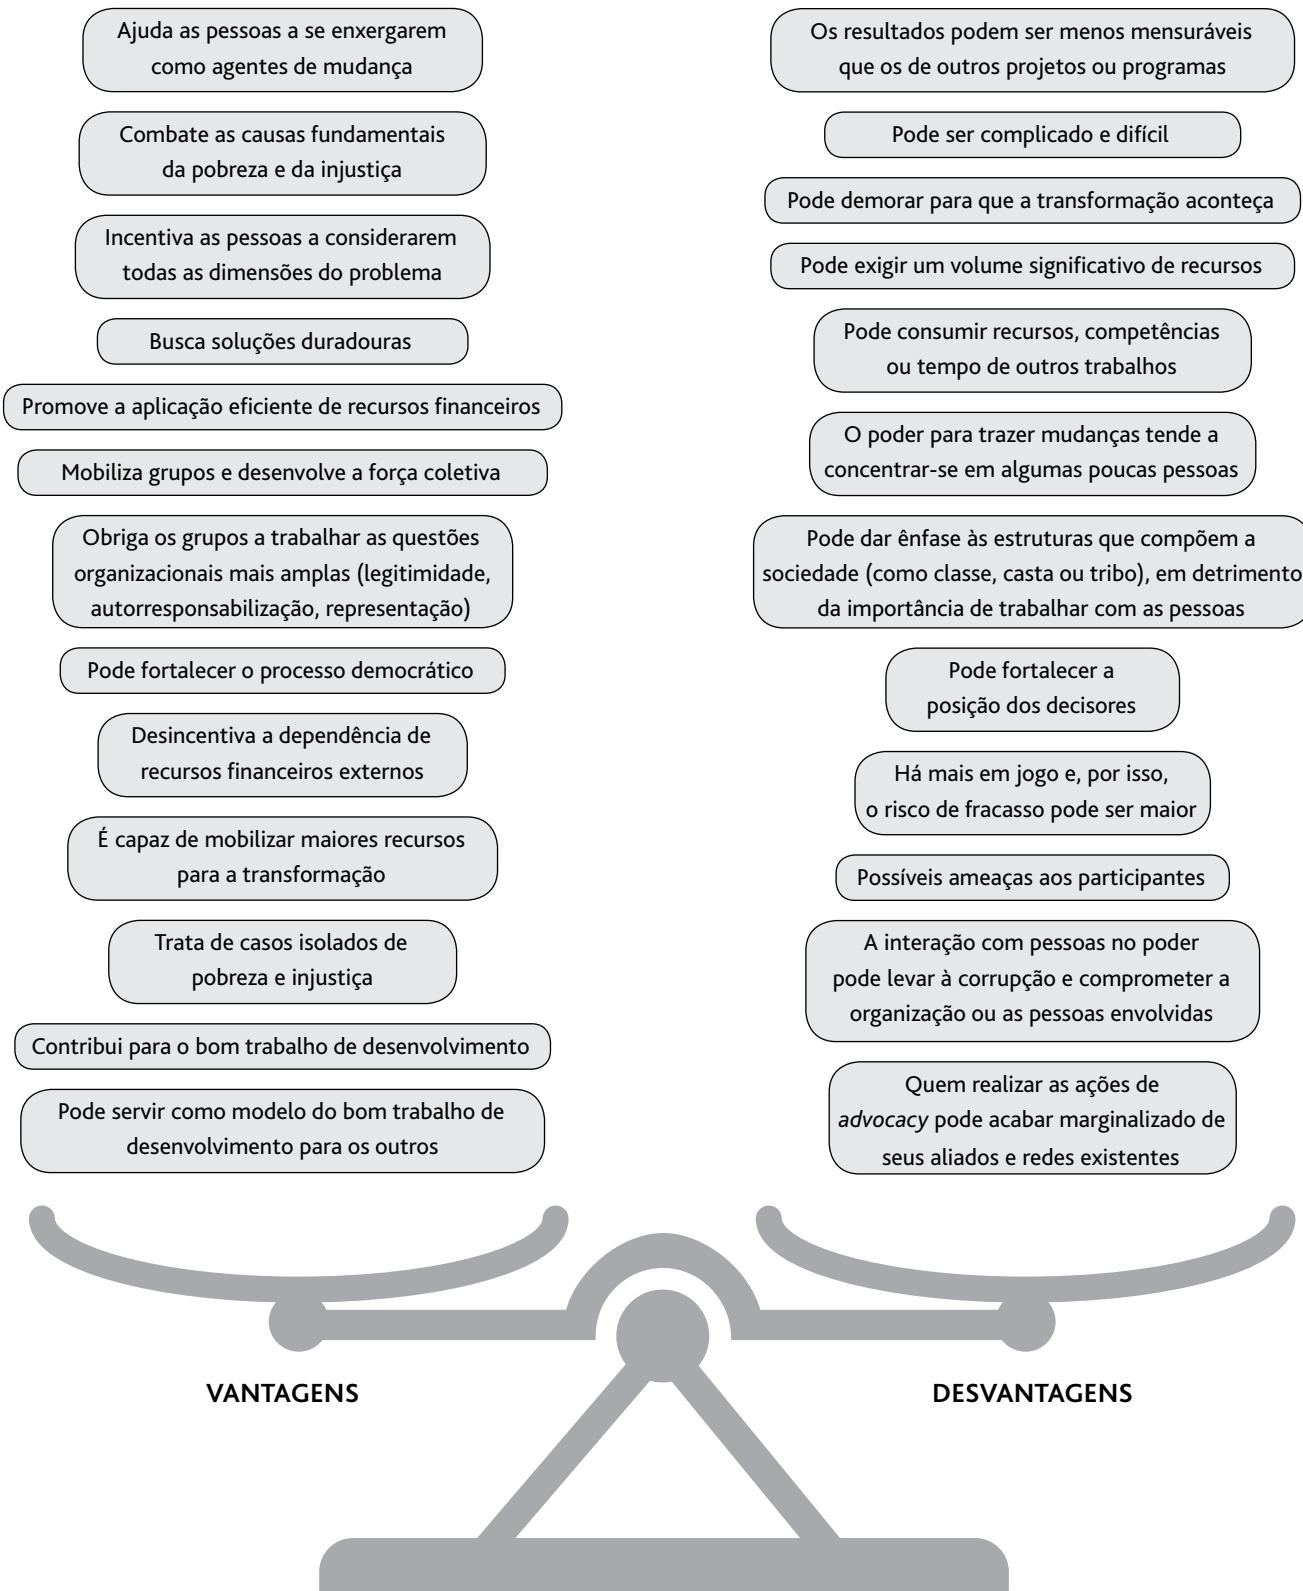 Ajuda as pessoas a se enxergarem
como agentes de mudança
Combate as causas fundamentais
da pobreza e da injustiça
Incentiva as pessoas a considerarem
todas as dimensões do problema
Busca soluções duradouras
Promove a aplicação eficiente de recursos financeiros
Mobiliza grupos e desenvolve a força coletiva
Obriga os grupos a trabalhar as questões
organizacionais mais amplas (legitimidade,
autorresponsabilização, representação)
Pode fortalecer o processo democrático
Desincentiva a dependência de
recursos financeiros externos
É capaz de mobilizar maiores recursos
para a transformação
Trata de casos isolados de
pobreza e injustiça
Contribui para o bom trabalho de desenvolvimento
Pode servir como modelo do bom trabalho de
desenvolvimento para os outros
VANTAGENS
Os resultados podem ser menos mensuráveis
que os de outros projetos ou programas
Pode ser complicado e difícil
Pode demorar para que a transformação aconteça
Pode exigir um volume significativo de recursos
Pode consumir recursos, competências
ou tempo de outros trabalhos
O poder para trazer mudanças tende a
concentrar-se em algumas poucas pessoas
Pode dar ênfase às estruturas que compõem a
sociedade (como classe, casta ou tribo), em detrimento
da importância de trabalhar com as pessoas
Pode fortalecer a
posição dos decisores
Há mais em jogo e, por isso,
o risco de fracasso pode ser maior
Possíveis ameaças aos participantes
A interação com pessoas no poder
pode levar à corrupção e comprometer a
organização ou as pessoas envolvidas
Quem realizar as ações de
advocacy pode acabar marginalizado de
seus aliados e redes existentes
DESVANTAGENS